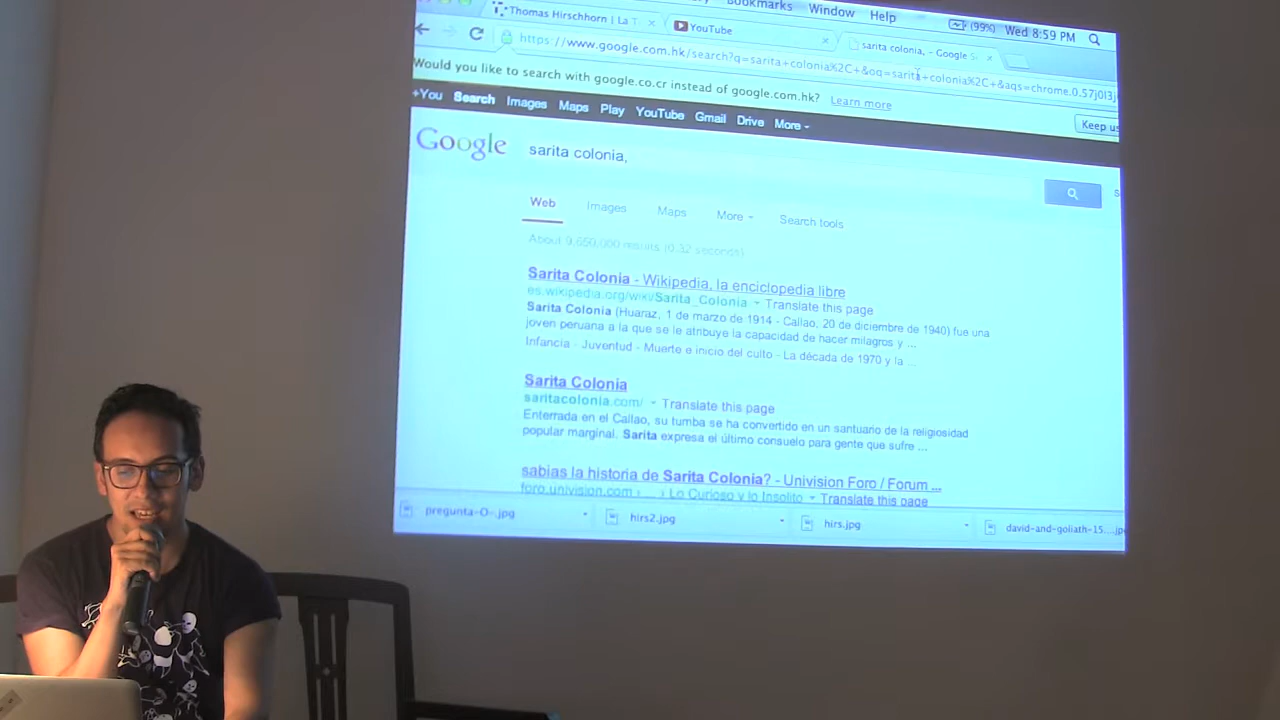 Bookmarks Window Help (99%) Wed 8:59 PM
Thomas Hirschhorn | La T
YouTube
sarita colonia, - Google S
https://www.google.com.hk/search?q=sarita+colonia%2C+&oq=sarita+colonia%2C+&aqs=chrome.0.57j0l3j
Would you like to search with google.co.cr instead of google.com.hk? Learn more
Keep us
+You Search Images Maps Play YouTube Gmail Drive More
Google
sarita colonia,
Web Images Maps More Search tools
About 9,650,000 results (0.32 seconds)
Sarita Colonia - Wikipedia, la enciclopedia libre
es.wikipedia.org/wiki/Sarita_Colonia Translate this page
Sarita Colonia (Huaraz, 1 de marzo de 1914 - Callao, 20 de diciembre de 1940) fue una
joven peruana a la que se le atribuye la capacidad de hacer milagros y ...
Infancia - Juventud - Muerte e inicio del culto - La década de 1970 y la ...
Sarita Colonia
saritacolonia.com/ Translate this page
Enterrada en el Callao, su tumba se ha convertido en un santuario de la religiosidad
popular marginal. Sarita expresa el último consuelo para gente que sufre ...
sabias la historia de Sarita Colonia? - Univision Foro / Forum ...
foro.univision.com › ... › Lo Curioso y lo Insolito Translate this page
pregunta-O-.jpg hirs2.jpg hirs.jpg david-and-goliath-15....jp